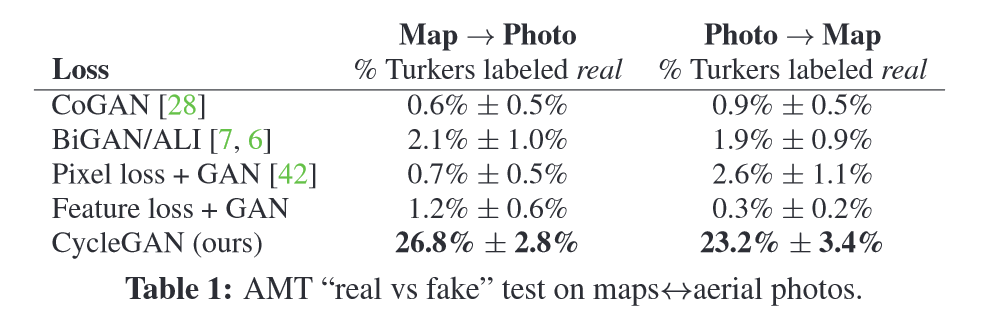 Map → Photo Photo → Map
Loss % Turkers labeled real % Turkers labeled real
CoGAN [28] 0.6% ± 0.5% 0.9% ± 0.5%
BiGAN/ALI [7, 6] 2.1% ± 1.0% 1.9% ± 0.9%
Pixel loss + GAN [42] 0.7% ± 0.5% 2.6% ± 1.1%
Feature loss + GAN 1.2% ± 0.6% 0.3% ± 0.2%
CycleGAN (ours) 26.8% ± 2.8% 23.2% ± 3.4%
Table 1: AMT “real vs fake” test on maps↔aerial photos.